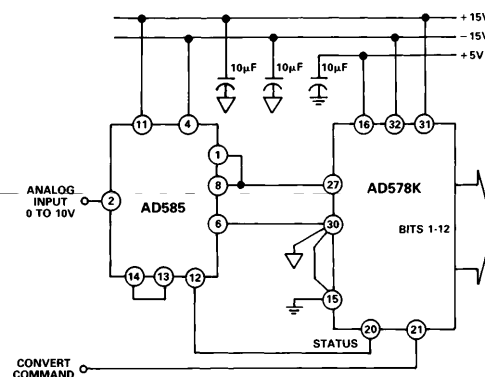 + 15V
– 15V
+ 5V
10µF 10µF 10µF
11 4 16 32 31
1
8 27
AD585 AD578K
ANALOG
INPUT
0 TO 10V
2
6 30
BITS 1-12
14 13 12 15
20 21
STATUS
CONVERT
COMMAND